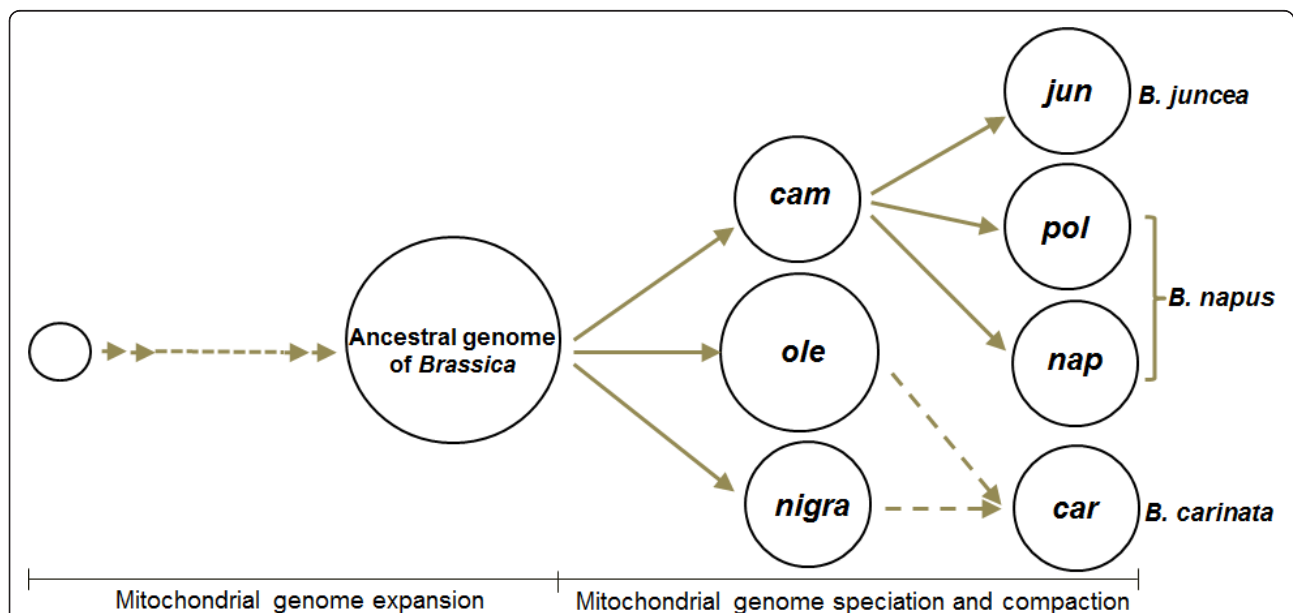 jun
B. juncea
cam
pol
Ancestral genome
of Brassica
ole
B. napus
nap
nigra
car
B. carinata
Mitochondrial genome expansion
Mitochondrial genome speciation and compaction